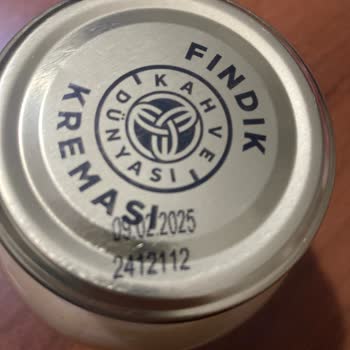 FINDIK
KREMASI
KAHVE
DÜNYASI
09.02.2025
2412112